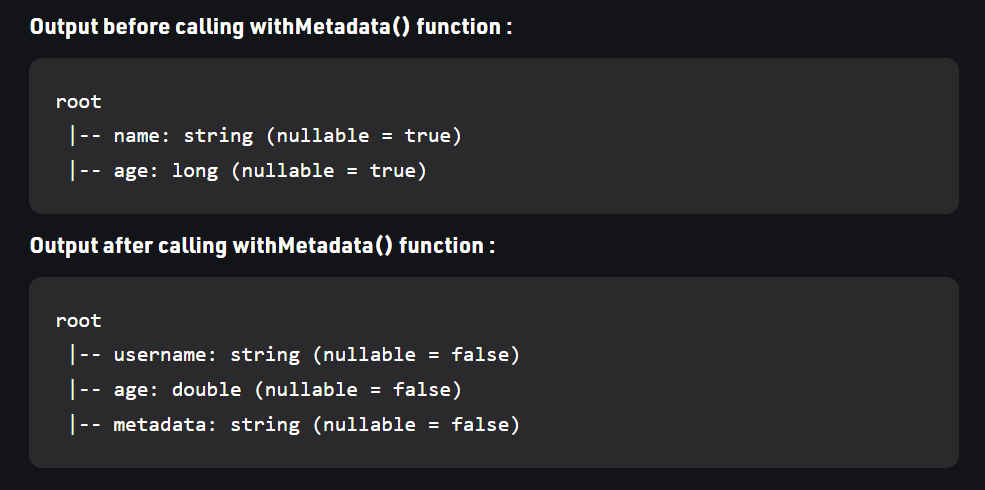 Output before calling withMetadata() function :
root
 |-- name: string (nullable = true)
 |-- age: long (nullable = true)
Output after calling withMetadata() function :
root
 |-- username: string (nullable = false)
 |-- age: double (nullable = false)
 |-- metadata: string (nullable = false)